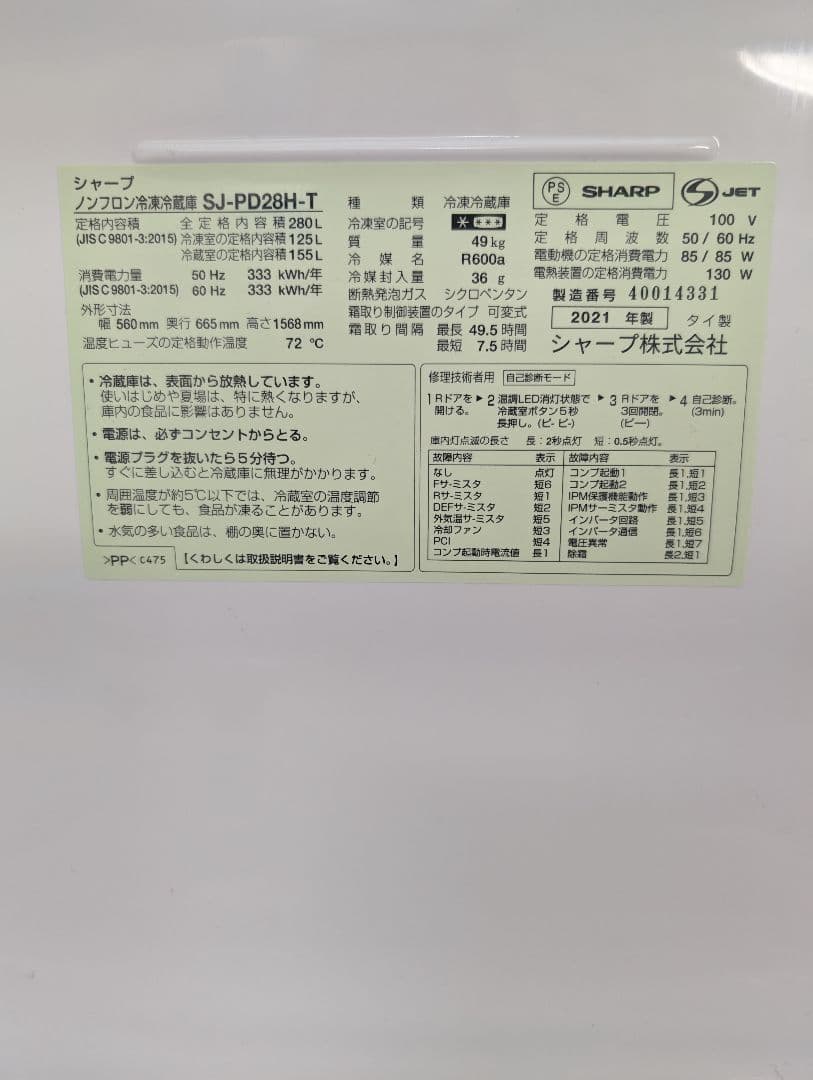 シャープ
ノンフロン冷凍冷蔵庫 SJ-PD28H-T
定格内容積 全定格内容積 280L
(JIS C 9801-3:2015) 冷凍室の定格内容積 125L
冷蔵室の定格内容積 155L
消費電力量 50 Hz 333 kWh/年
(JIS C 9801-3:2015) 60 Hz 333 kWh/年
外形寸法
幅 560mm 奥行 665mm 高さ1568mm
温度ヒューズの定格動作温度 72 ℃
種類 冷凍冷蔵庫
冷凍室の記号 * ***
質量 49kg
冷媒名 R600a
冷媒封入量 36 g
断熱発泡ガス シクロペンタン
霜取り制御装置のタイプ 可変式
霜取り間隔 最長 49.5 時間
最短 7.5 時間
PS E SHARP S JET
定格電圧 100 V
定格周波数 50 / 60 Hz
電動機の定格消費電力 85 / 85 W
電熱装置の定格消費電力 130 W
製造番号 40014331
2021 年製 タイ製
シャープ株式会社
・冷蔵庫は、表面から放熱しています。
使いはじめや夏場は、特に熱くなりますが、
庫内の食品に影響はありません。
・電源は、必ずコンセントからとる。
・電源プラグを抜いたら5分待つ。
すぐに差し込むと冷蔵庫に無理がかかります。
・周囲温度が約5℃以下では、冷蔵室の温度調節
を弱にしても、食品が凍ることがあります。
・水気の多い食品は、棚の奥に置かない。
>PP< C475 【くわしくは取扱説明書をご覧ください。】
修理技術者用 自己診断モード
1 Rドアを開ける。 ▶ 2 温調LED消灯状態で冷蔵室ボタン5秒長押し。(ピ- ピ-) ▶ 3 Rドアを3回開閉。(ピー) ▶ 4 自己診断。(3min)
庫内灯点滅の長さ 長:2秒点灯 短:0.5秒点灯。
故障内容 表示 故障内容 表示
なし 点灯 コンプ起動1 長1,短1
Fサ-ミスタ 短6 コンプ起動2 長1,短2
Rサ-ミスタ 短1 IPM保護機能動作 長1,短3
DEFサ-ミスタ 短2 IPMサーミスタ動作 長1,短4
外気温サ-ミスタ 短5 インバータ回路 長1,短5
冷却ファン 短3 インバータ通信 長1,短6
PCI 短4 電圧異常 長1,短7
コンプ起動時電流値 長1 除霜 長2,短1